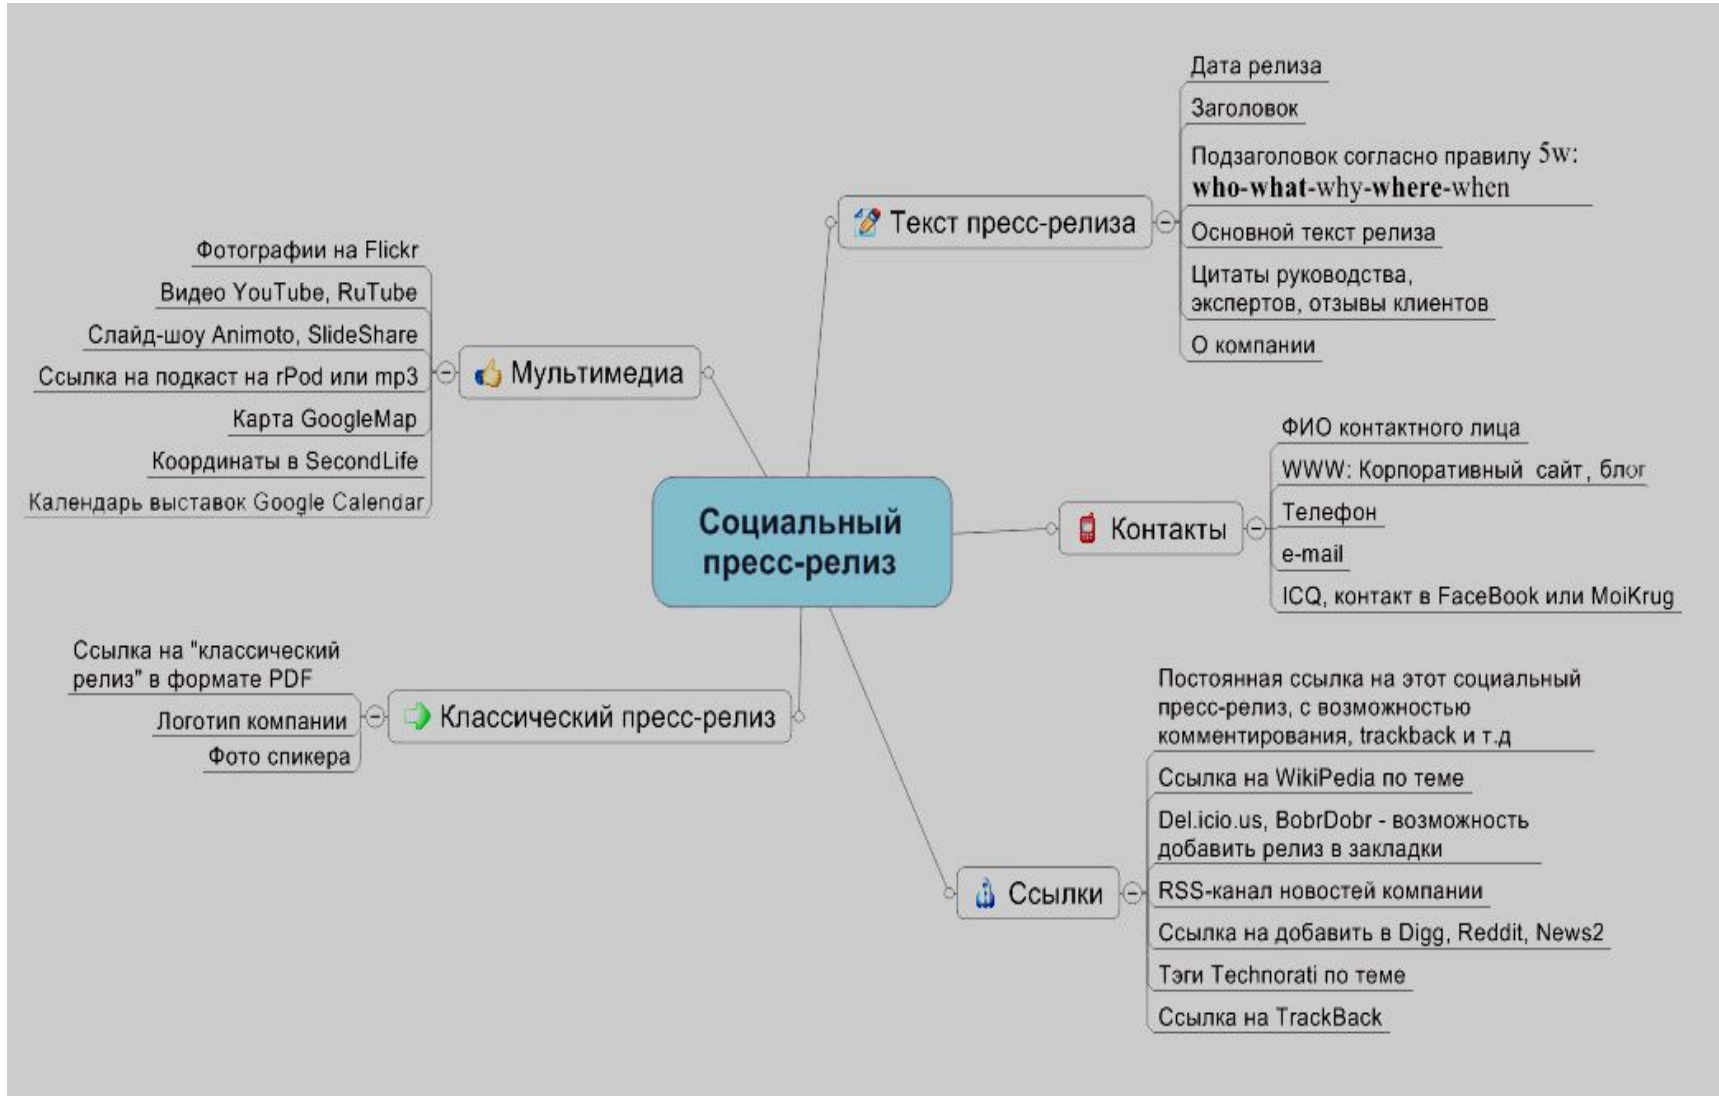 Социальный
пресс-релиз
Текст пресс-релиза
Дата релиза
Заголовок
Подзаголовок согласно правилу 5w:
who-what-why-where-when
Основной текст релиза
Цитаты руководства,
экспертов, отзывы клиентов
О компании
Контакты
ФИО контактного лица
WWW: Корпоративный сайт, блог
Телефон
e-mail
ICQ, контакт в FaceBook или MoiKrug
Ссылки
Постоянная ссылка на этот социальный
пресс-релиз, с возможностью
комментирования, trackback и т.д
Ссылка на WikiPedia по теме
Del.icio.us, BobrDobr - возможность
добавить релиз в закладки
RSS-канал новостей компании
Ссылка на добавить в Digg, Reddit, News2
Тэги Technorati по теме
Ссылка на TrackBack
Мультимедиа
Фотографии на Flickr
Видео YouTube, RuTube
Слайд-шоу Animoto, SlideShare
Ссылка на подкаст на rPod или mp3
Карта GoogleMap
Координаты в SecondLife
Календарь выставок Google Calendar
Классический пресс-релиз
Ссылка на "классический
релиз" в формате PDF
Логотип компании
Фото спикера